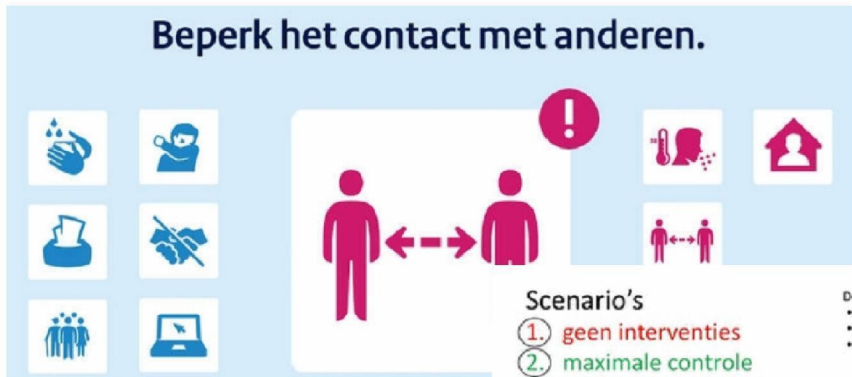 Beperk het contact met anderen.
!
Scenario's
1. geen interventies
2. maximale controle